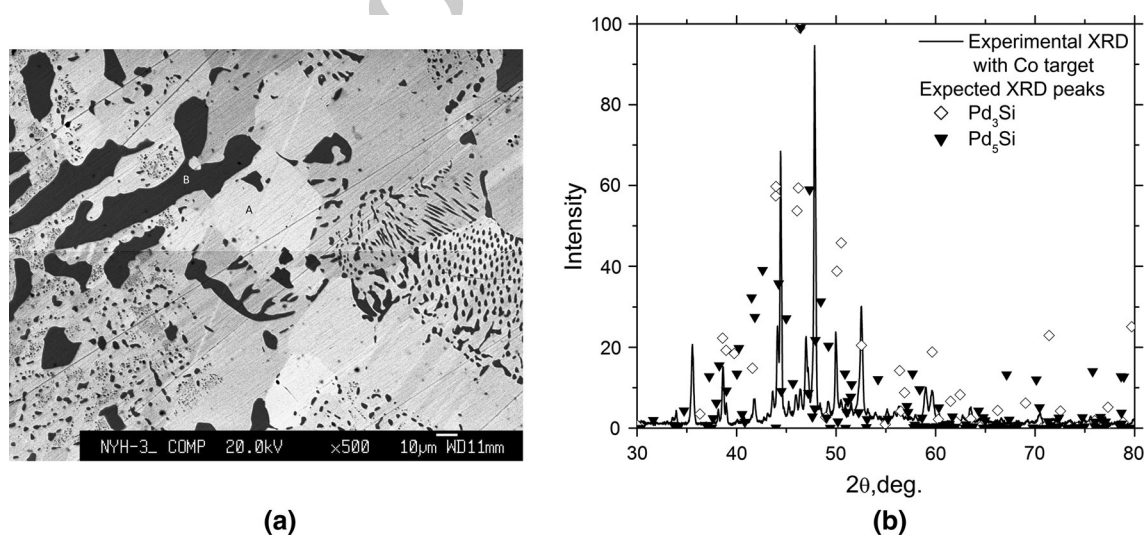 B
A
NYH-3_ COMP 20.0kV ×500 10µm WD11mm
(a)
100
80
60
40
20
0
Intensity
30 40 50 60 70 80
2θ,deg.
Experimental XRD
with Co target
Expected XRD peaks
Pd3Si
Pd5Si
(b)